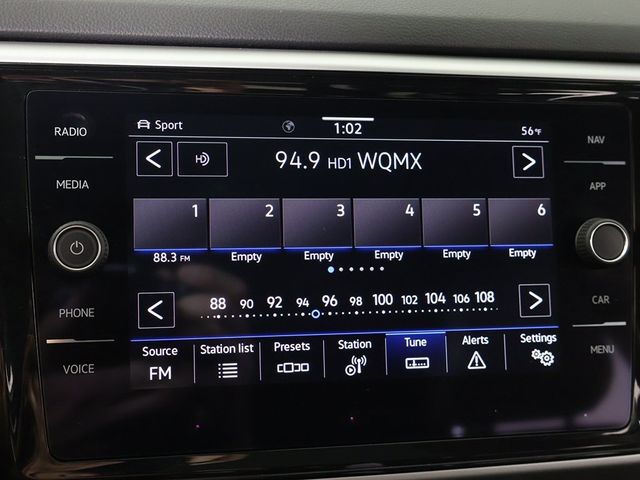 RADIO
MEDIA
PHONE
VOICE
Sport 1:02 56°F
HD 94.9 HD1 WQMX
1 2 3 4 5 6
88.3 FM Empty Empty Empty Empty Empty
88 90 92 94 96 98 100 102 104 106 108
Source Station list Presets Station Tune Alerts Settings
FM
NAV
APP
CAR
MENU